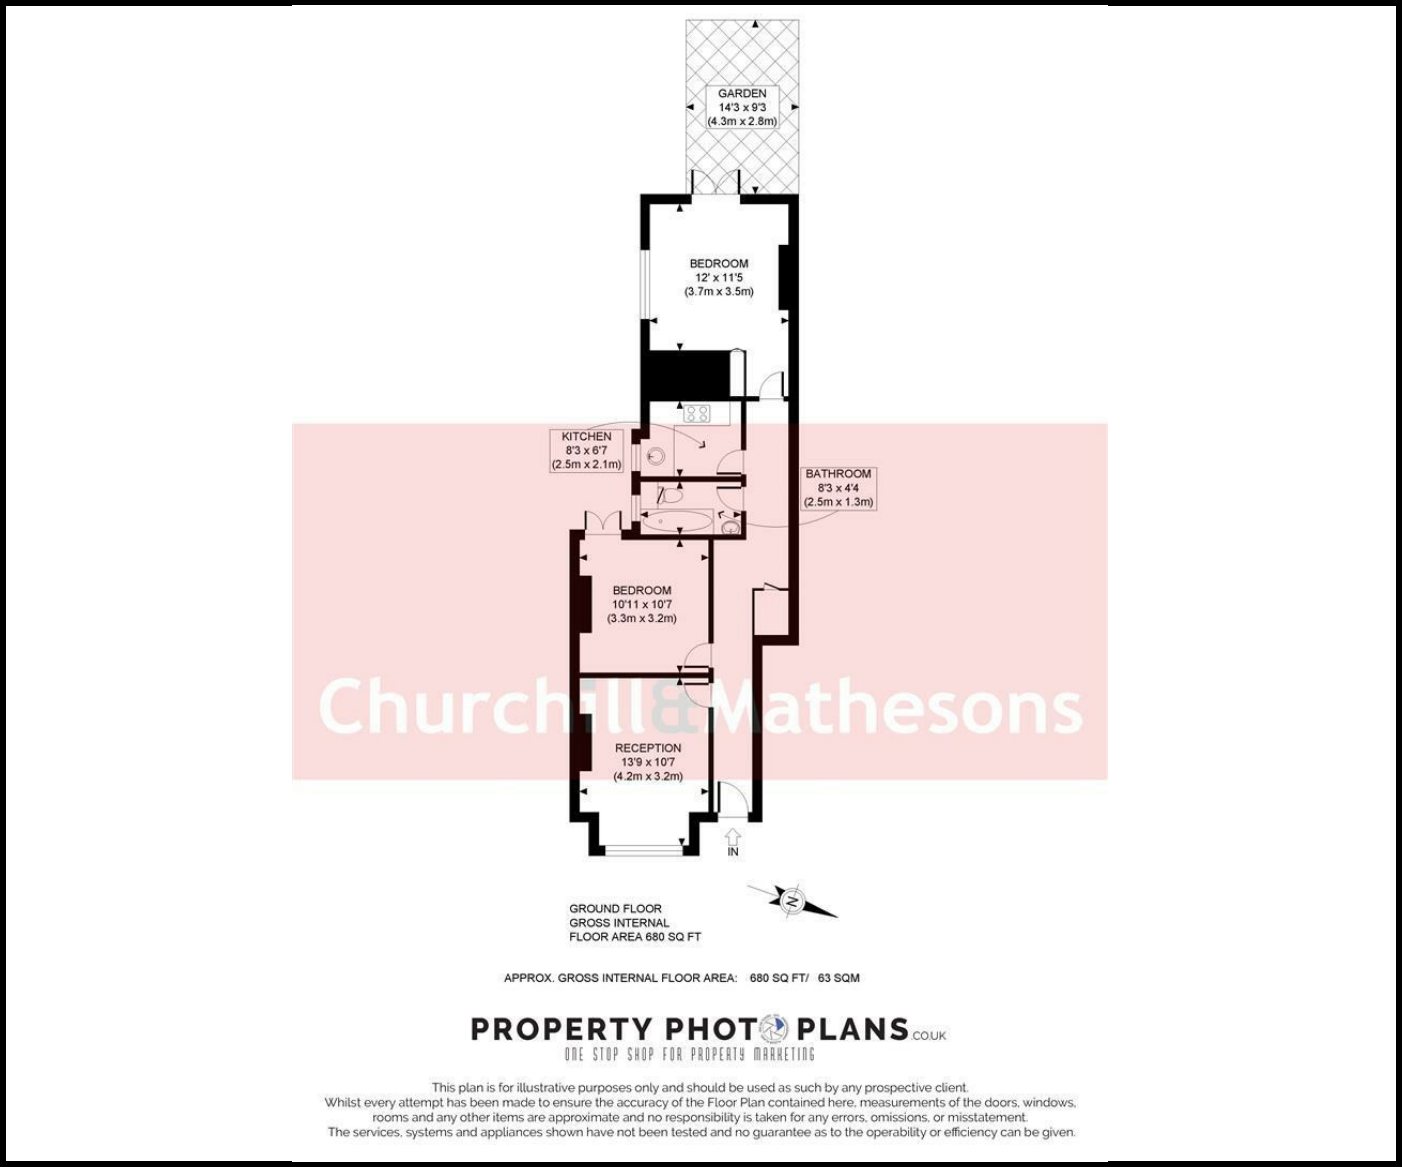 GARDEN
14'3 x 9'3
(4.3m x 2.8m)
BEDROOM
12' x 11'5
(3.7m x 3.5m)
KITCHEN
8'3 x 6'7
(2.5m x 2.1m)
BATHROOM
8'3 x 4'4
(2.5m x 1.3m)
BEDROOM
10'11 x 10'7
(3.3m x 3.2m)
Churchill&Mathesons
RECEPTION
13'9 x 10'7
(4.2m x 3.2m)
IN
N
GROUND FLOOR
GROSS INTERNAL
FLOOR AREA 680 SQ FT
APPROX. GROSS INTERNAL FLOOR AREA: 680 SQ FT/ 63 SQM
PROPERTY PHOTO PLANS.CO.UK
ONE STOP SHOP FOR PROPERTY MARKETING
This plan is for illustrative purposes only and should be used as such by any prospective client.
Whilst every attempt has been made to ensure the accuracy of the Floor Plan contained here, measurements of the doors, windows,
rooms and any other items are approximate and no responsibility is taken for any errors, omissions, or misstatement.
The services, systems and appliances shown have not been tested and no guarantee as to the operability or efficiency can be given.